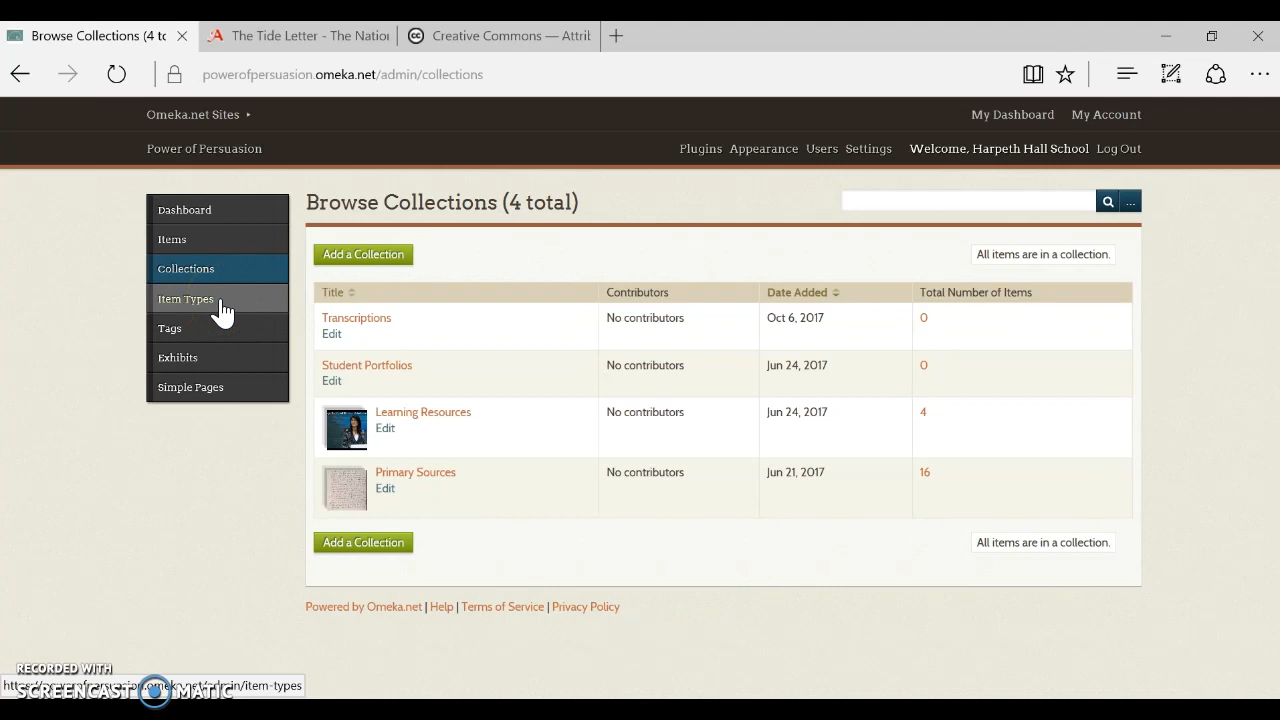 Browse Collections (4 tc
The Tide Letter - The Nation
Creative Commons — Attrib
powerofpersuasion.omeka.net/admin/collections
Omeka.net Sites
My Dashboard My Account
Power of Persuasion
Plugins Appearance Users Settings Welcome, Harpeth Hall School Log Out
Dashboard
Items
Collections
Item Types
Tags
Exhibits
Simple Pages
Browse Collections (4 total)
...
Add a Collection
All items are in a collection.
Title Contributors Date Added Total Number of Items
Transcriptions No contributors Oct 6, 2017 0
Edit
Student Portfolios No contributors Jun 24, 2017 0
Edit
Learning Resources No contributors Jun 24, 2017 4
Edit
Primary Sources No contributors Jun 21, 2017 16
Edit
Add a Collection
All items are in a collection.
Powered by Omeka.net | Help | Terms of Service | Privacy Policy
RECORDED WITH
SCREENCAST MATIC
/admin/item-types